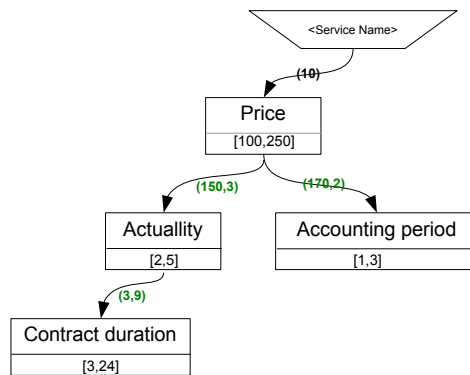 <Service Name>
(10)
Price
[100,250]
(150,3)
(170,2)
Actuallity
[2,5]
Accounting period
[1,3]
(3,9)
Contract duration
[3,24]